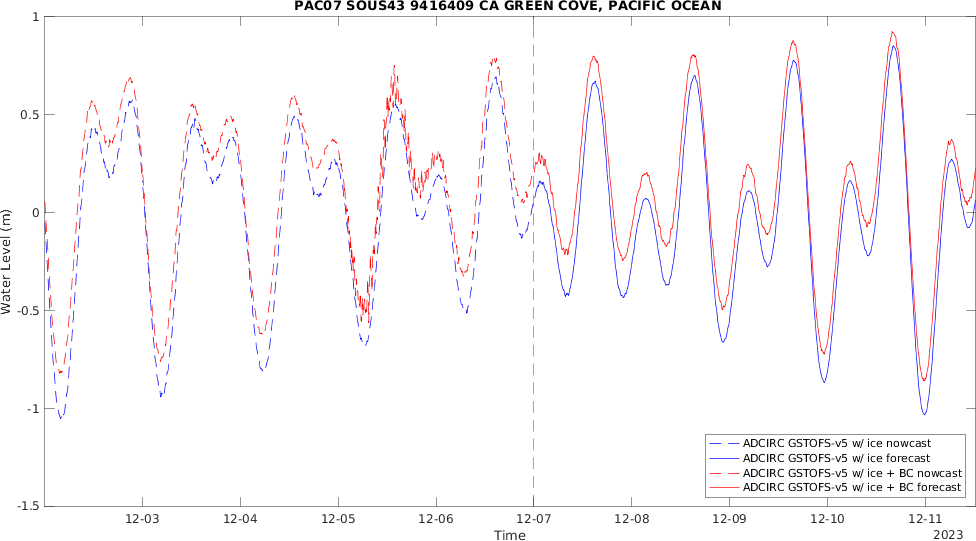 PAC07 SOUS43 9416409 CA GREEN COVE, PACIFIC OCEAN
1
0.5
0
-0.5
-1
-1.5
Water Level (m)
ADCIRC GSTOFS-v5 w/ ice nowcast
ADCIRC GSTOFS-v5 w/ ice forecast
ADCIRC GSTOFS-v5 w/ ice + BC nowcast
ADCIRC GSTOFS-v5 w/ ice + BC forecast
12-03 12-04 12-05 12-06 12-07 12-08 12-09 12-10 12-11
Time
2023